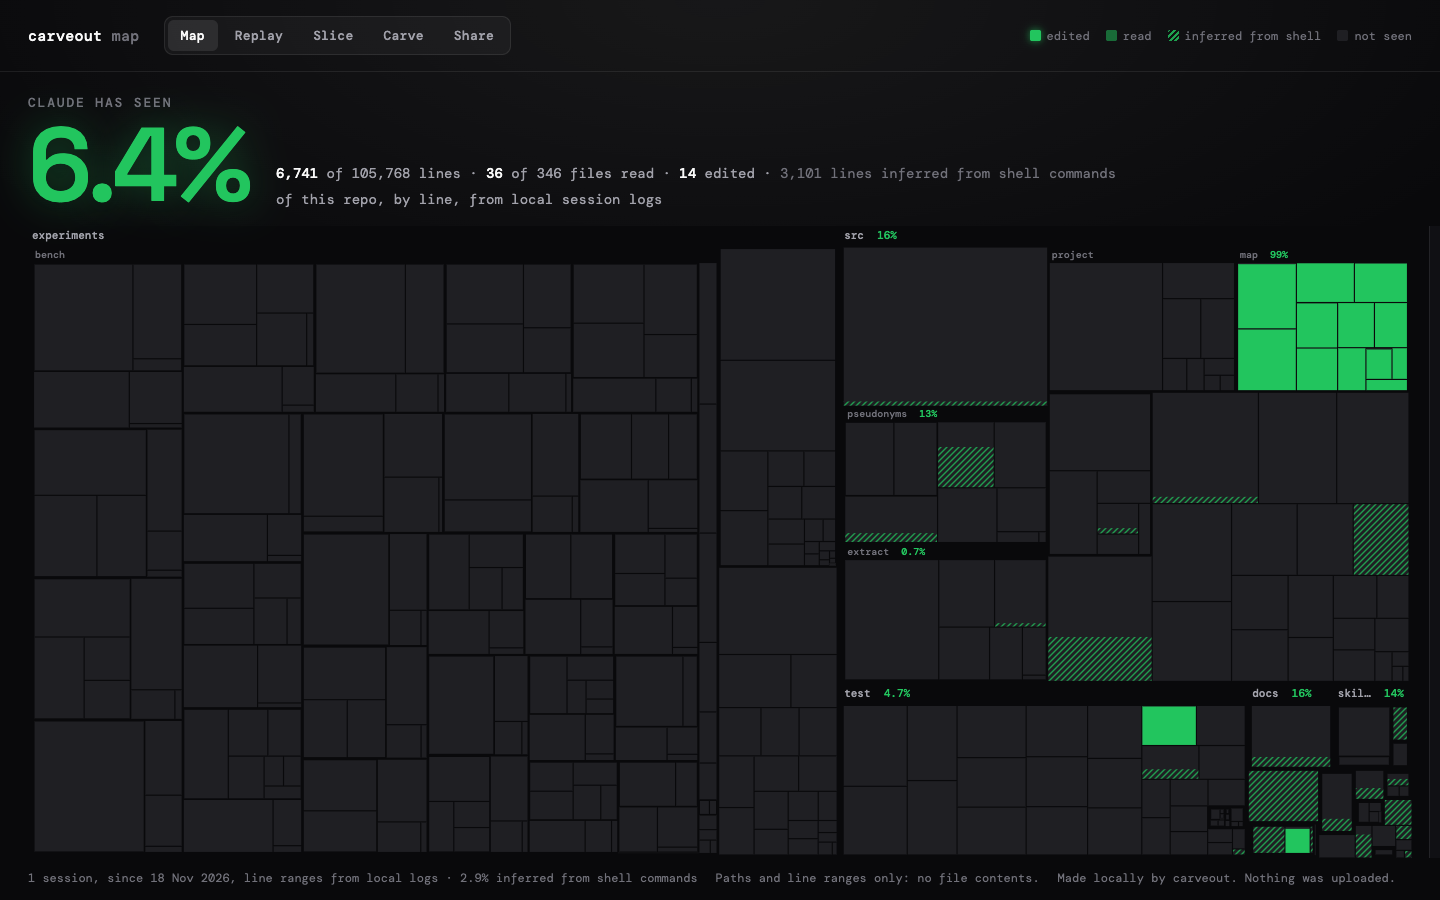 carveout map
Map Replay Slice Carve Share
edited read inferred from shell not seen
CLAUDE HAS SEEN
6.4%
6,741 of 105,768 lines · 36 of 346 files read · 14 edited · 3,101 lines inferred from shell commands
of this repo, by line, from local session logs
experiments
src 16%
bench
project
map 99%
pseudonyms 13%
extract 0.7%
test 4.7%
docs 16%
skil… 14%
1 session, since 18 Nov 2026, line ranges from local logs · 2.9% inferred from shell commands Paths and line ranges only: no file contents. Made locally by carveout. Nothing was uploaded.